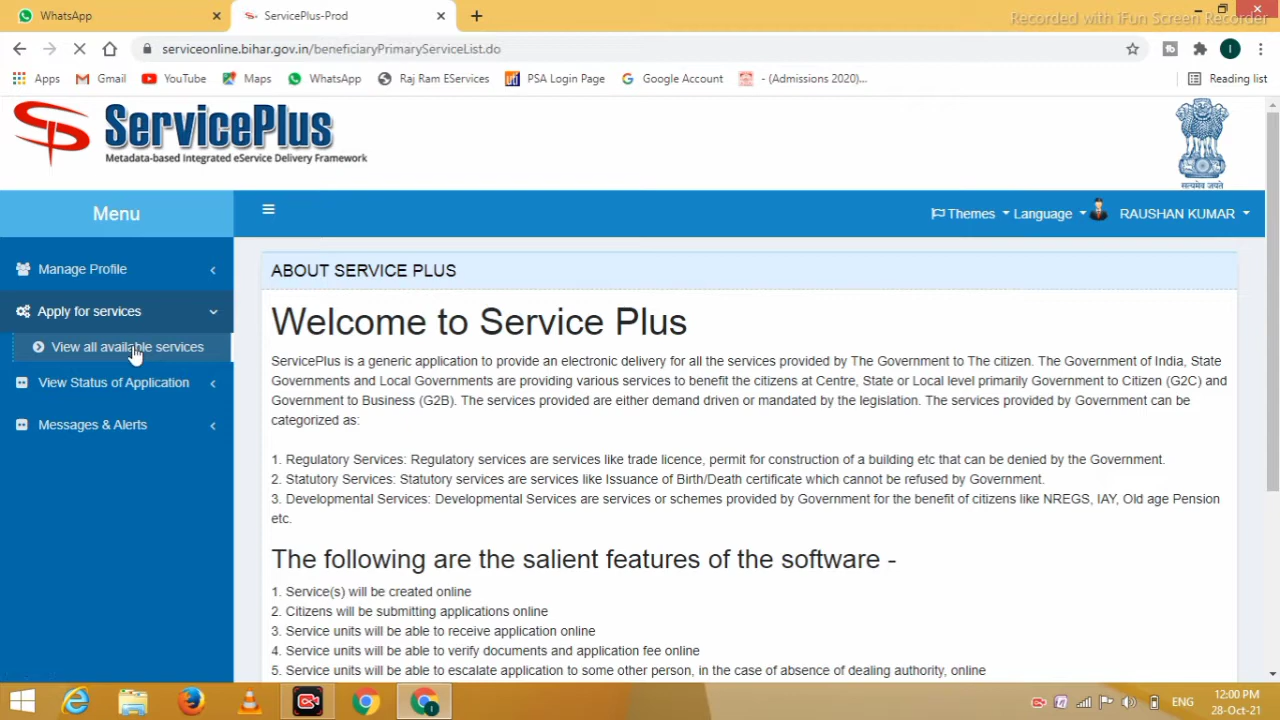 WhatsApp
ServicePlus-Prod
Recorded with iFun Screen Recorder
serviceonline.bihar.gov.in/beneficiaryPrimaryServiceList.do
I
Apps Gmail YouTube Maps WhatsApp Raj Ram EServices PSA Login Page Google Account - (Admissions 2020)... Reading list
ServicePlus
Metadata-based Integrated eService Delivery Framework
सत्यमेव जयते
Menu
Themes Language RAUSHAN KUMAR
Manage Profile
Apply for services
View all available services
View Status of Application
Messages & Alerts
ABOUT SERVICE PLUS
Welcome to Service Plus
ServicePlus is a generic application to provide an electronic delivery for all the services provided by The Government to The citizen. The Government of India, State
Governments and Local Governments are providing various services to benefit the citizens at Centre, State or Local level primarily Government to Citizen (G2C) and
Government to Business (G2B). The services provided are either demand driven or mandated by the legislation. The services provided by Government can be
categorized as:
1. Regulatory Services: Regulatory services are services like trade licence, permit for construction of a building etc that can be denied by the Government.
2. Statutory Services: Statutory services are services like Issuance of Birth/Death certificate which cannot be refused by Government.
3. Developmental Services: Developmental Services are services or schemes provided by Government for the benefit of citizens like NREGS, IAY, Old age Pension
etc.
The following are the salient features of the software -
1. Service(s) will be created online
2. Citizens will be submitting applications online
3. Service units will be able to receive application online
4. Service units will be able to verify documents and application fee online
5. Service units will be able to escalate application to some other person, in the case of absence of dealing authority, online
ENG
12:00 PM
28-Oct-21